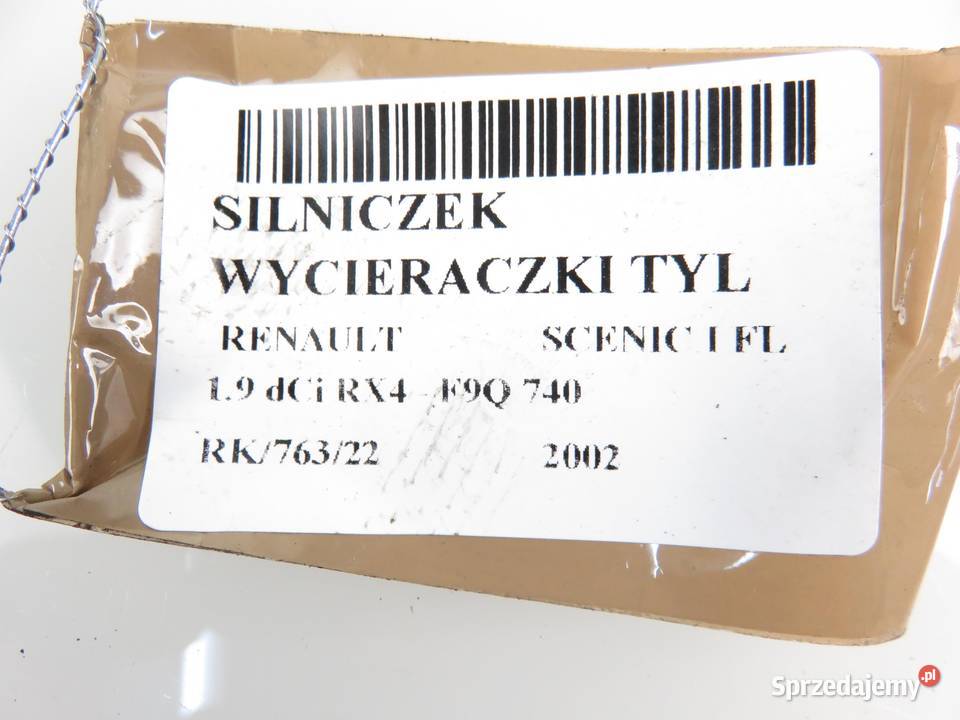 SILNICZEK
WYCIERACZKI TYL
RENAULT SCENIC I FL
1.9 dCi RX4 - F9Q 740
RK/763/22 2002
Sprzedajemy.pl